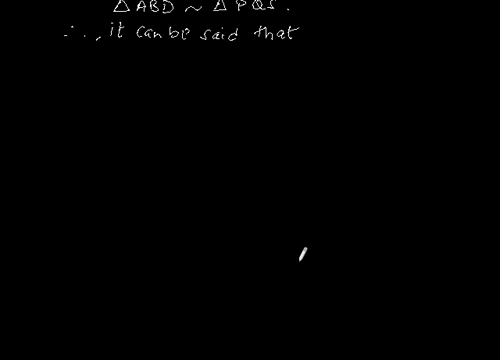 △ ABD ~ △ PQS.
∴, it can be said that